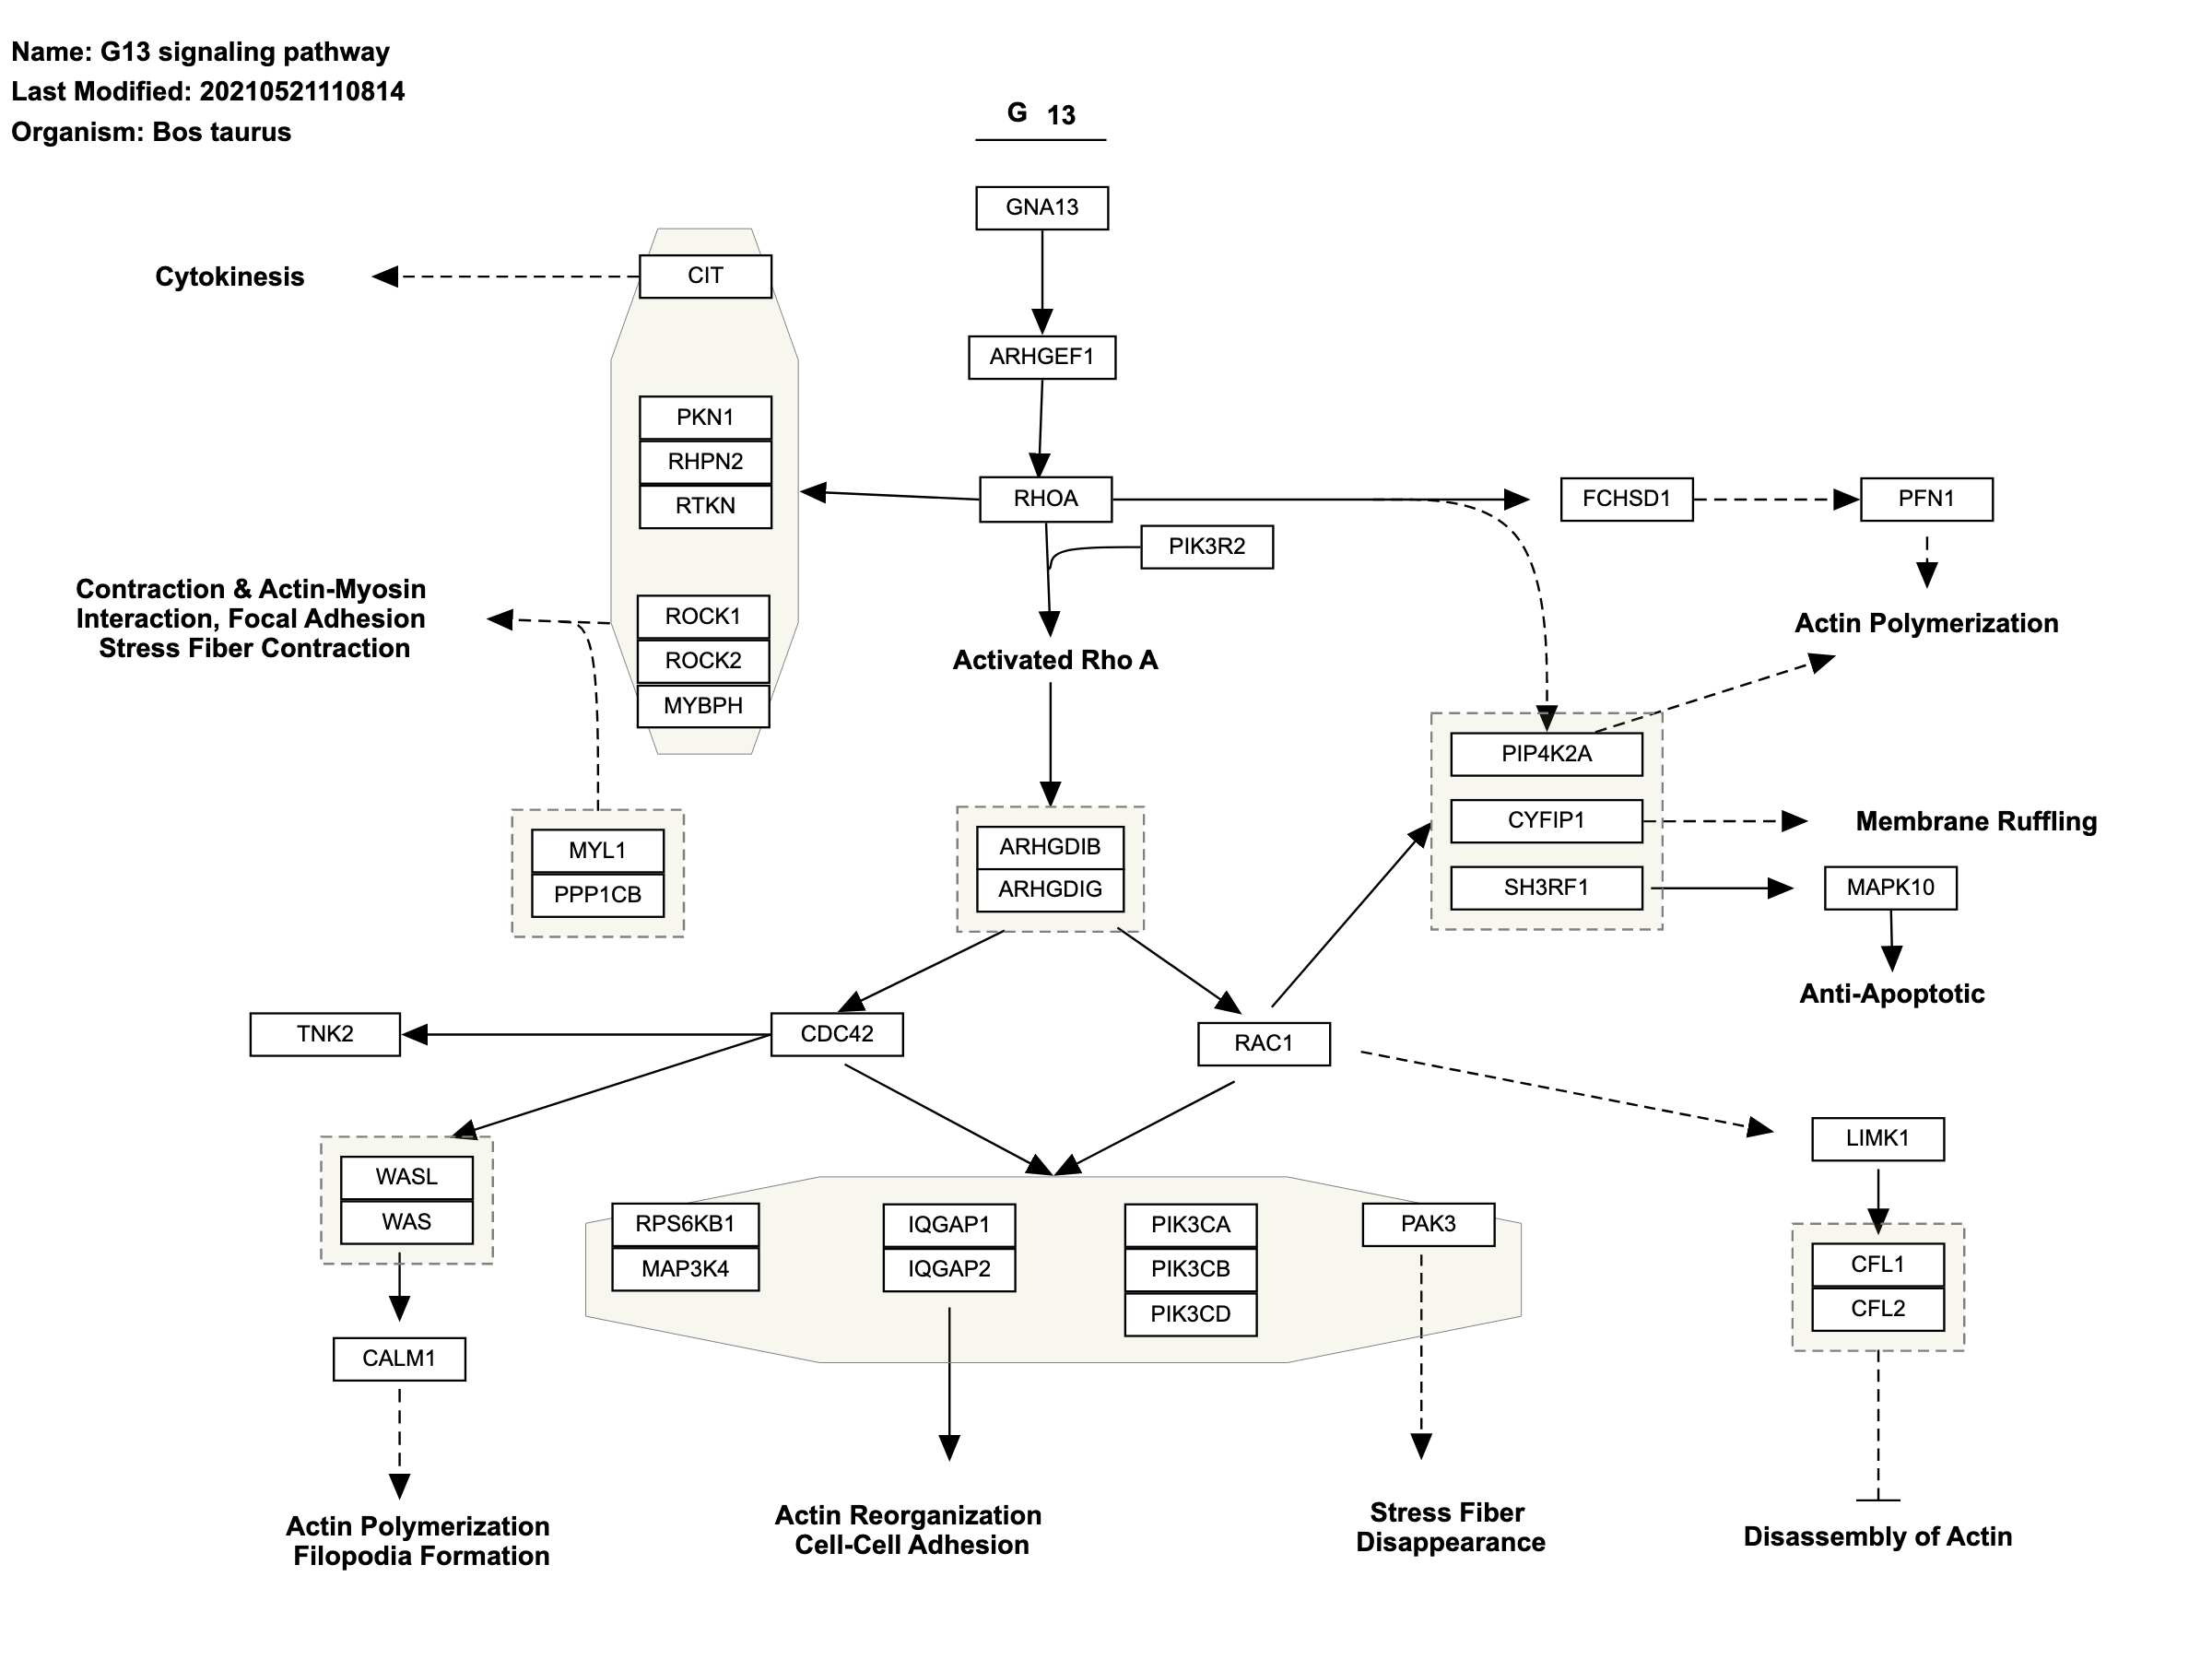 Name: G13 signaling pathway
Last Modified: 20210521110814
Organism: Bos taurus
G 13
GNA13
Cytokinesis
CIT
ARHGEF1
PKN1
RHPN2
RTKN
RHOA
FCHSD1
PFN1
PIK3R2
Contraction & Actin-Myosin
Interaction, Focal Adhesion
Stress Fiber Contraction
ROCK1
ROCK2
MYBPH
Activated Rho A
Actin Polymerization
PIP4K2A
CYFIP1
SH3RF1
Membrane Ruffling
MAPK10
Anti-Apoptotic
MYL1
PPP1CB
ARHGDIB
ARHGDIG
TNK2
CDC42
RAC1
LIMK1
WASL
WAS
RPS6KB1
MAP3K4
IQGAP1
IQGAP2
PIK3CA
PIK3CB
PIK3CD
PAK3
CFL1
CFL2
CALM1
Actin Polymerization
Filopodia Formation
Actin Reorganization
Cell-Cell Adhesion
Stress Fiber
Disappearance
Disassembly of Actin